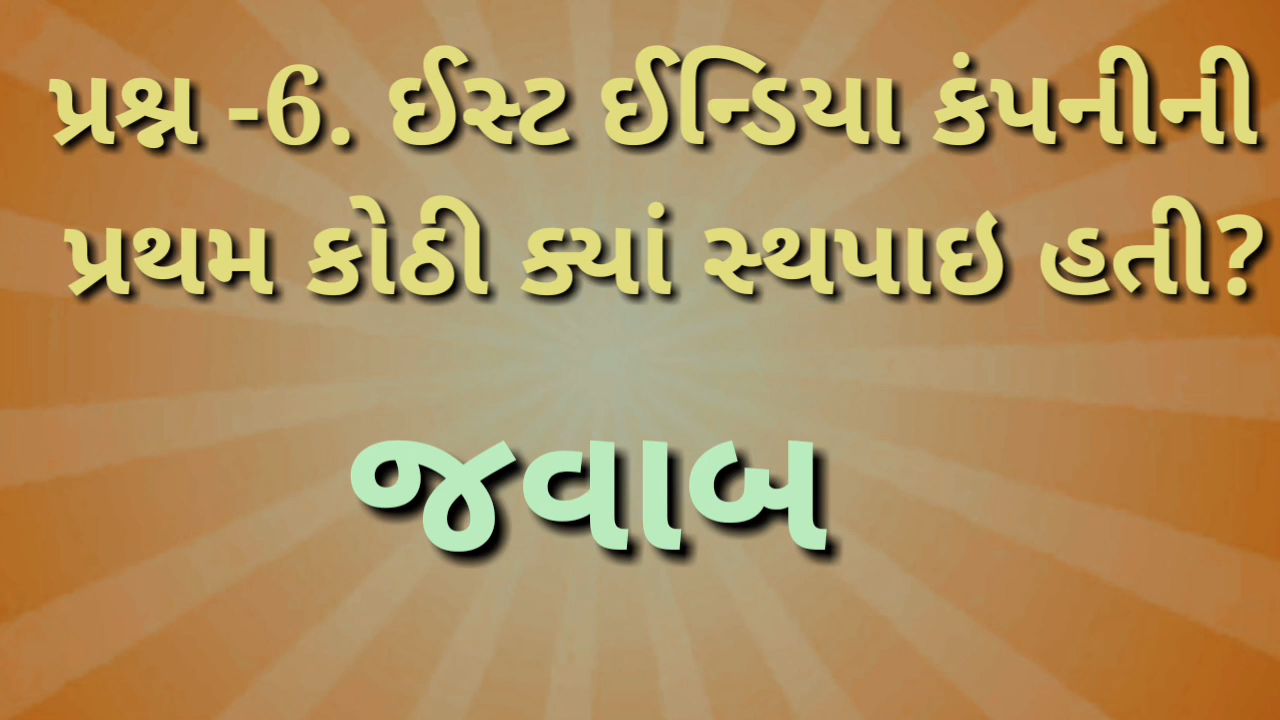 પ્રશ્ન -6. ઈસ્ટ ઈન્ડિયા કંપનીની
પ્રથમ કોઠી ક્યાં સ્થપાઇ હતી?
જવાબ